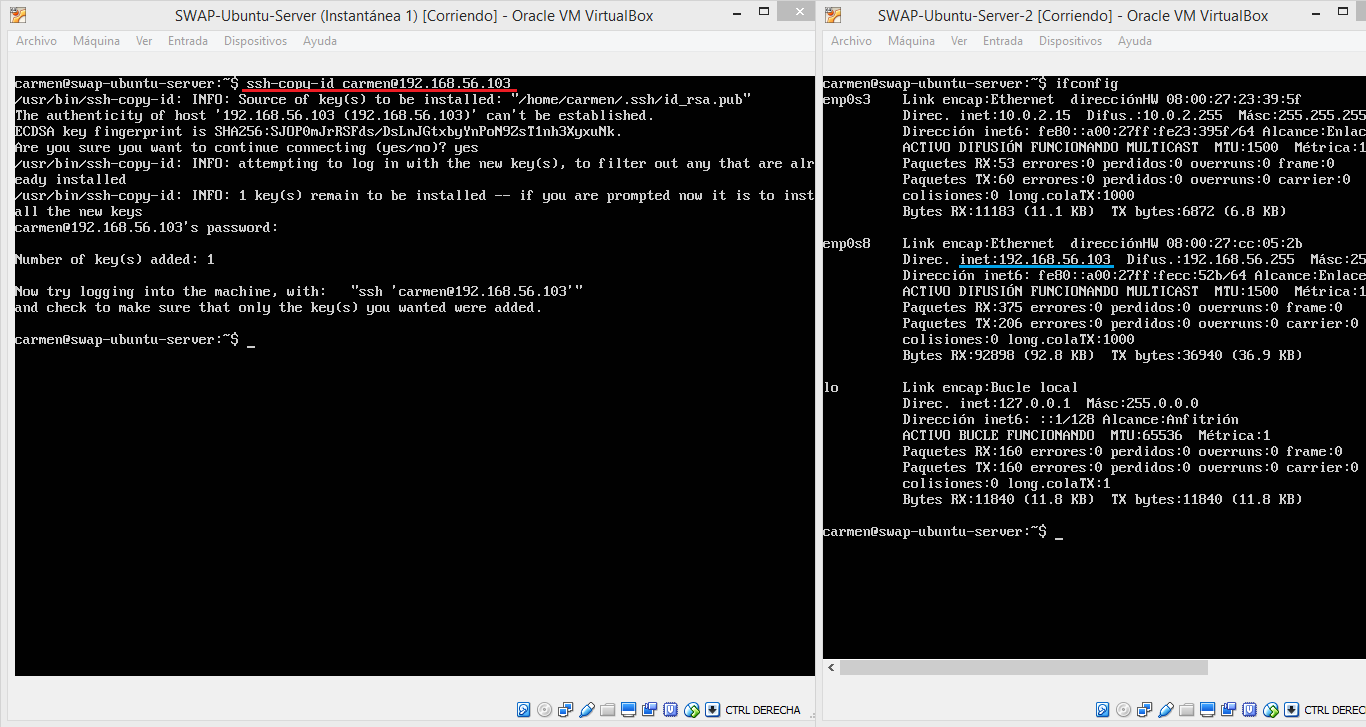 SWAP-Ubuntu-Server (Instantánea 1) [Corriendo] - Oracle VM VirtualBox
Archivo Máquina Ver Entrada Dispositivos Ayuda
carmen@swap-ubuntu-server:~$ ssh-copy-id carmen@192.168.56.103
/usr/bin/ssh-copy-id: INFO: Source of key(s) to be installed: "/home/carmen/.ssh/id_rsa.pub"
The authenticity of host '192.168.56.103 (192.168.56.103)' can't be established.
ECDSA key fingerprint is SHA256:SJOP0mJrRSFds/DsLnJGtxbyYnPoN9ZsT1nh3XyxuNk.
Are you sure you want to continue connecting (yes/no)? yes
/usr/bin/ssh-copy-id: INFO: attempting to log in with the new key(s), to filter out any that are alr
eady installed
/usr/bin/ssh-copy-id: INFO: 1 key(s) remain to be installed -- if you are prompted now it is to inst
all the new keys
carmen@192.168.56.103's password:
Number of key(s) added: 1
Now try logging into the machine, with:   "ssh 'carmen@192.168.56.103'"
and check to make sure that only the key(s) you wanted were added.
carmen@swap-ubuntu-server:~$ _
CTRL DERECHA
SWAP-Ubuntu-Server-2 [Corriendo] - Oracle VM VirtualBox
Archivo Máquina Ver Entrada Dispositivos Ayuda
carmen@swap-ubuntu-server:~$ ifconfig
enp0s3    Link encap:Ethernet  direcciónHW 08:00:27:23:39:5f
Direc. inet:10.0.2.15  Difus.:10.0.2.255  Másc:255.255.255
Dirección inet6: fe80::a00:27ff:fe23:395f/64 Alcance:Enlac
ACTIVO DIFUSIÓN FUNCIONANDO MULTICAST  MTU:1500  Métrica:1
Paquetes RX:53 errores:0 perdidos:0 overruns:0 frame:0
Paquetes TX:60 errores:0 perdidos:0 overruns:0 carrier:0
colisiones:0 long.colaTX:1000
Bytes RX:11183 (11.1 KB)  TX bytes:6872 (6.8 KB)
enp0s8    Link encap:Ethernet  direcciónHW 08:00:27:cc:05:2b
Direc. inet:192.168.56.103  Difus.:192.168.56.255  Másc:25
Dirección inet6: fe80::a00:27ff:fecc:52b/64 Alcance:Enlace
ACTIVO DIFUSIÓN FUNCIONANDO MULTICAST  MTU:1500  Métrica:1
Paquetes RX:375 errores:0 perdidos:0 overruns:0 frame:0
Paquetes TX:206 errores:0 perdidos:0 overruns:0 carrier:0
colisiones:0 long.colaTX:1000
Bytes RX:92898 (92.8 KB)  TX bytes:36940 (36.9 KB)
lo        Link encap:Bucle local
Direc. inet:127.0.0.1  Másc:255.0.0.0
Dirección inet6: ::1/128 Alcance:Anfitrión
ACTIVO BUCLE FUNCIONANDO  MTU:65536  Métrica:1
Paquetes RX:160 errores:0 perdidos:0 overruns:0 frame:0
Paquetes TX:160 errores:0 perdidos:0 overruns:0 carrier:0
colisiones:0 long.colaTX:1
Bytes RX:11840 (11.8 KB)  TX bytes:11840 (11.8 KB)
carmen@swap-ubuntu-server:~$ _
CTRL DEREC